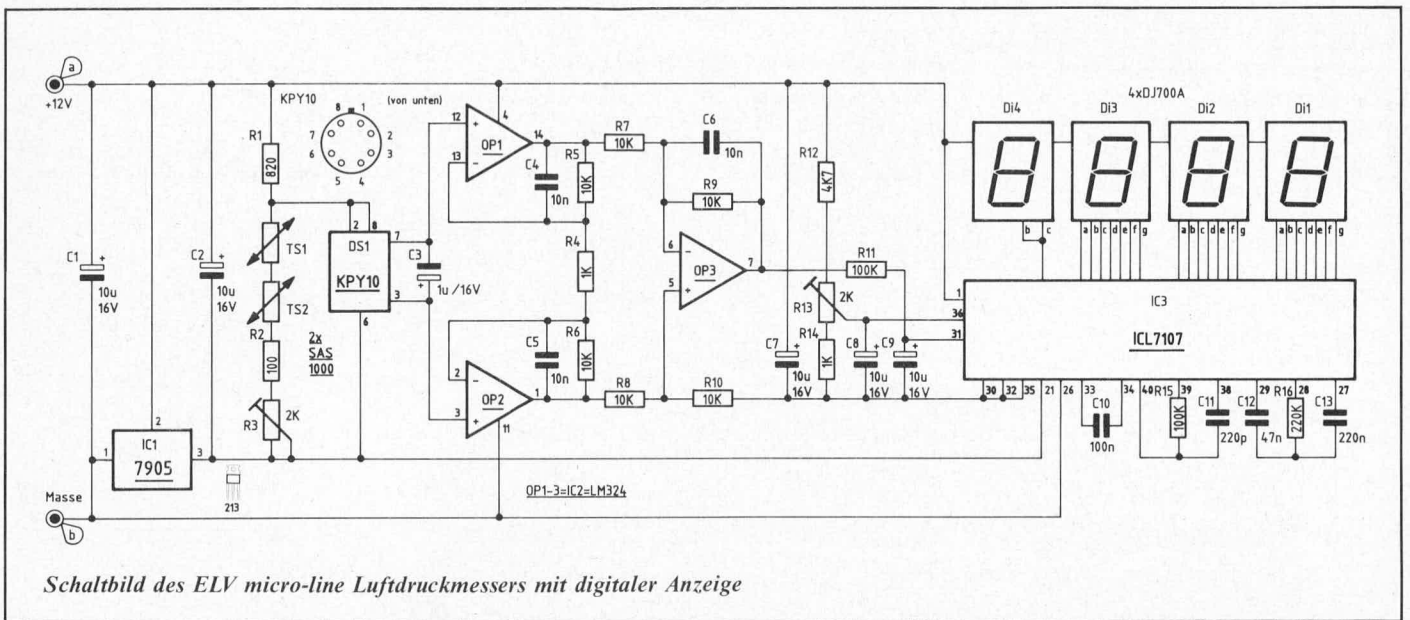 a
+12V
KPY10
(von unten)
8 1
7 2
6 3
5 4
R1
820
TS1
TS2
R2
100
R3
2K
2x
SAS
1000
C1
+
10u
16V
C2
+
10u
16V
IC1
7905
1
2
3
213
Masse
b
2 8
DS1
KPY10
7
3
6
C3
+
1u/16V
12
+
13
-
OP1
4
14
C4
10n
R5
10K
R4
1K
R6
10K
C5
10n
2
-
3
+
OP2
1
11
R7
10K
R8
10K
C6
10n
R9
10K
6
-
5
+
OP3
7
R10
10K
R11
100K
R12
4K7
R13
2K
R14
1K
C7
+
10u
16V
C8
+
10u
16V
C9
+
10u
16V
OP1-3=IC2=LM324
4xDJ700A
Di4
Di3
Di2
Di1
8 8 8 8
b c
a b c d e f g
a b c d e f g
a b c d e f g
1
36
31
IC3
ICL7107
30 32 35 21 26 33 34 40 39 38 29 28 27
C10
100n
R15
100K
C11
220p
C12
47n
R16
220K
C13
220n
Schaltbild des ELV micro-line Luftdruckmessers mit digitaler Anzeige